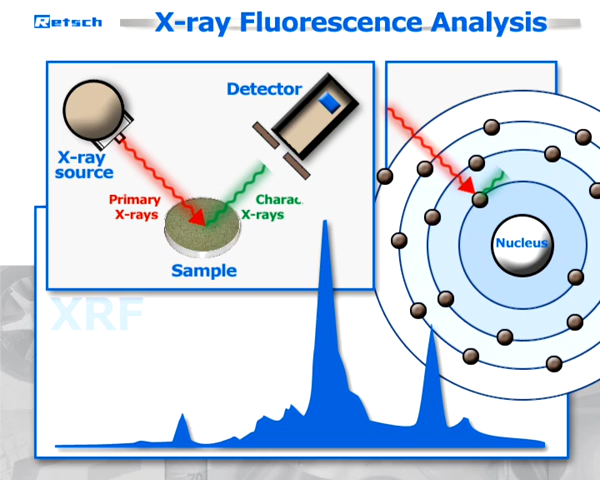 Retsch
X-ray Fluorescence Analysis
Detector
X-ray
source
Primary
X-rays
Charac
X-rays
Sample
Nucleus
XRF